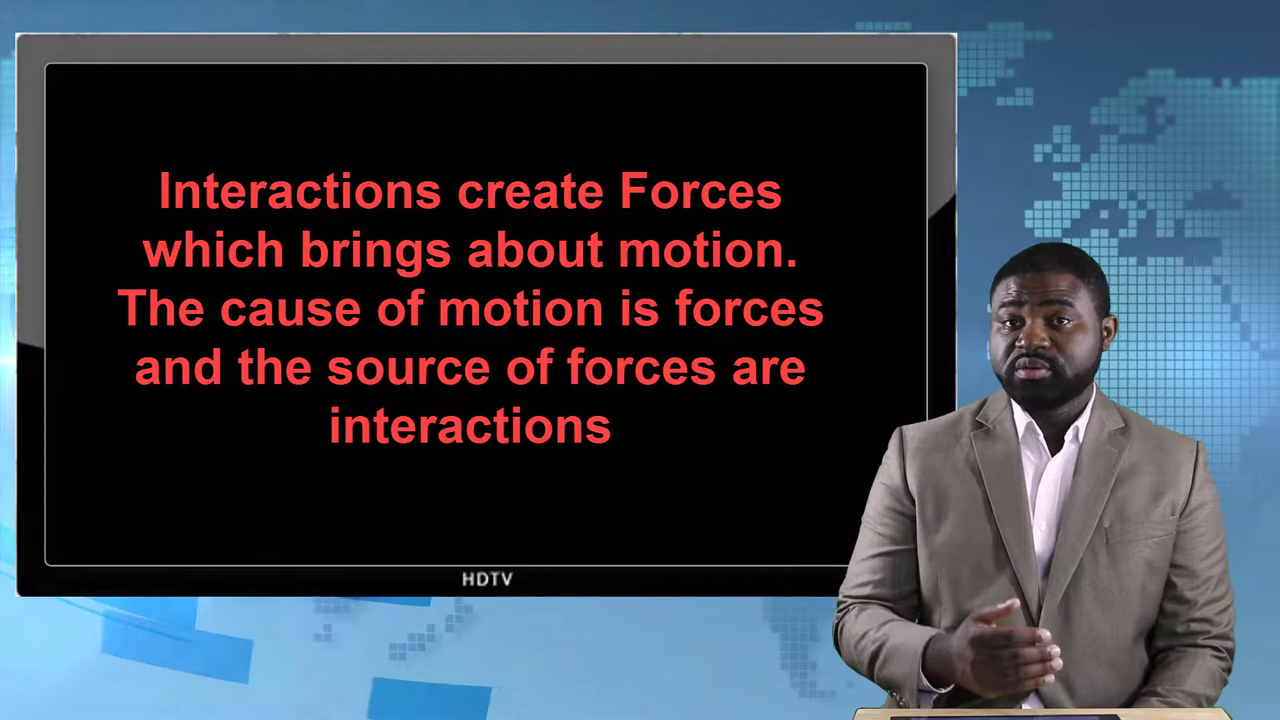 Interactions create Forces
which brings about motion.
The cause of motion is forces
and the source of forces are
interactions
HDTV